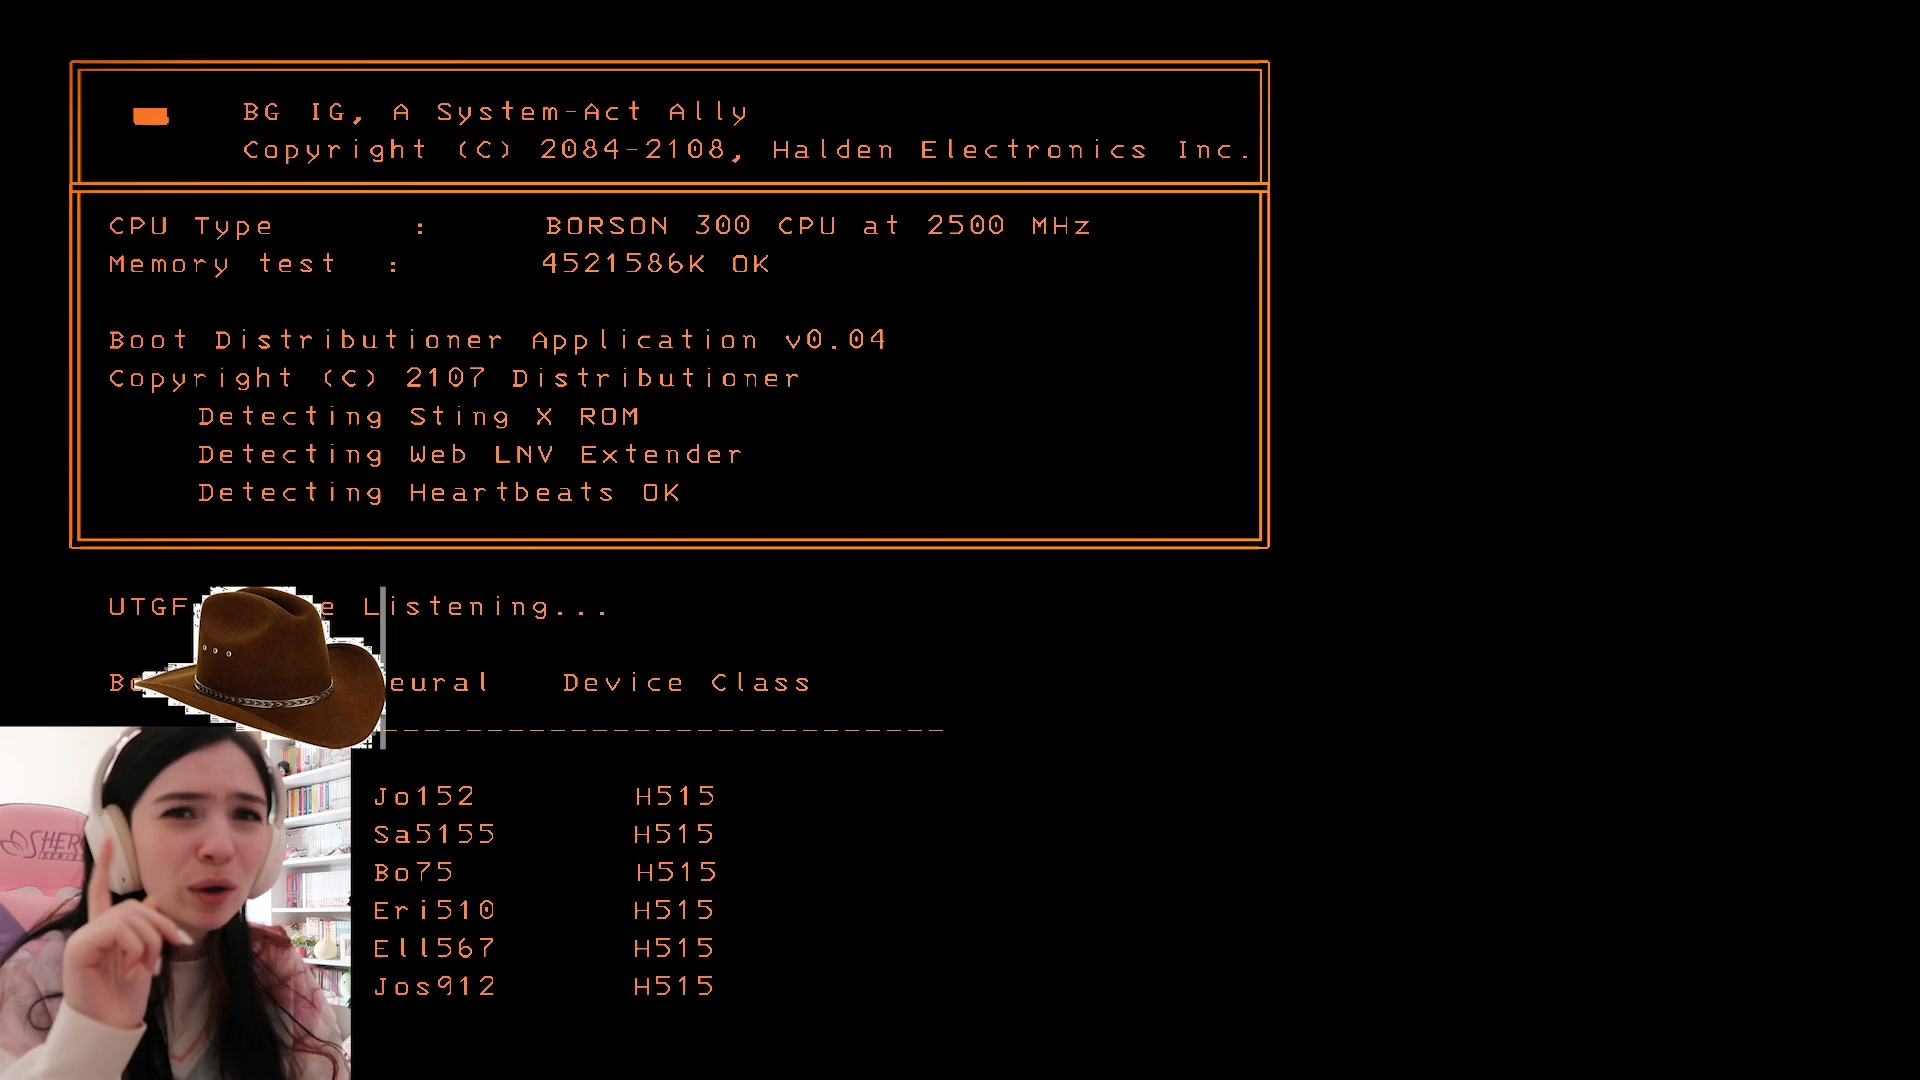 BG IG, A System-Act Ally
Copyright (C) 2084-2108, Halden Electronics Inc.
CPU Type : BORSON 300 CPU at 2500 MHz
Memory test : 4521586K OK
Boot Distributioner Application v0.04
Copyright (C) 2107 Distributioner
Detecting Sting X ROM
Detecting Web LNV Extender
Detecting Heartbeats OK
UTGF Listening...
Device Class
Jo152 H515
Sa5155 H515
Bo75 H515
Eri510 H515
Ell567 H515
Jos912 H515